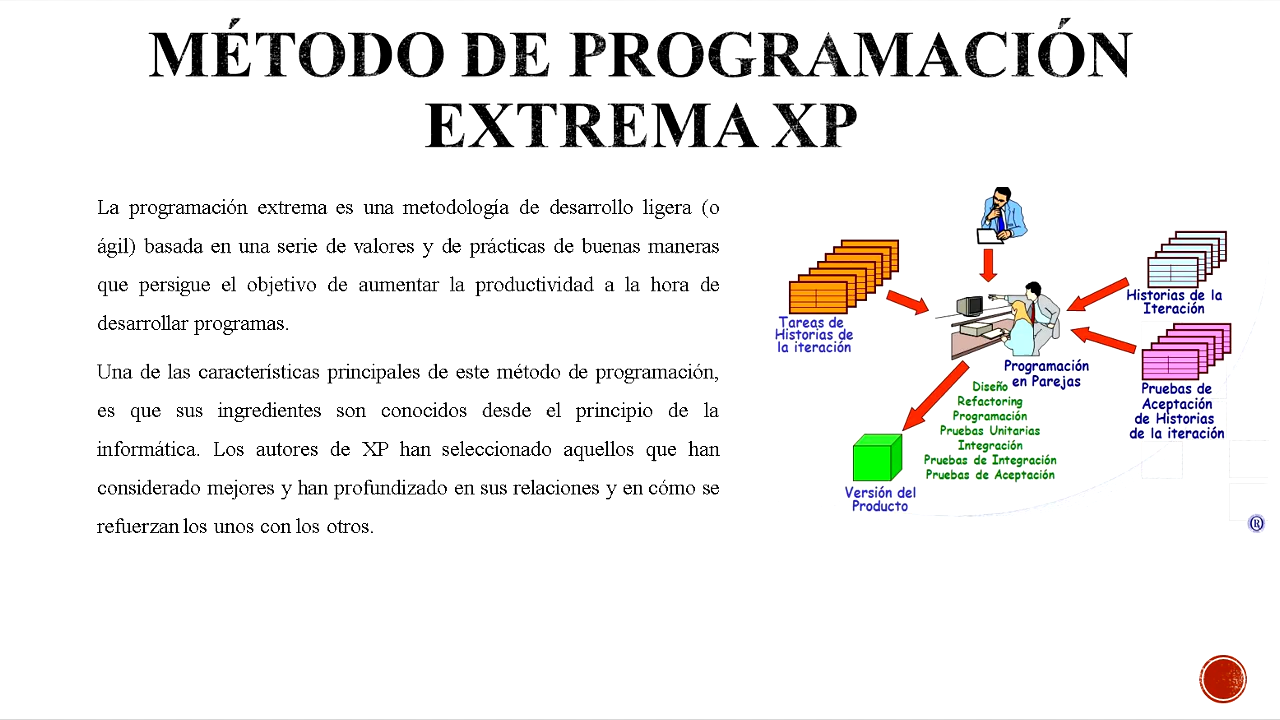 MÉTODO DE PROGRAMACIÓN
EXTREMA XP
La programación extrema es una metodología de desarrollo ligera (o
ágil) basada en una serie de valores y de prácticas de buenas maneras
que persigue el objetivo de aumentar la productividad a la hora de
desarrollar programas.
Una de las características principales de este método de programación,
es que sus ingredientes son conocidos desde el principio de la
informática. Los autores de XP han seleccionado aquellos que han
considerado mejores y han profundizado en sus relaciones y en cómo se
refuerzan los unos con los otros.
Tareas de
Historias de
la iteración
Historias de la
Iteración
Programación
en Parejas
Pruebas de
Aceptación
de Historias
de la iteración
Diseño
Refactoring
Programación
Pruebas Unitarias
Integración
Pruebas de Integración
Pruebas de Aceptación
Versión del
Producto
®